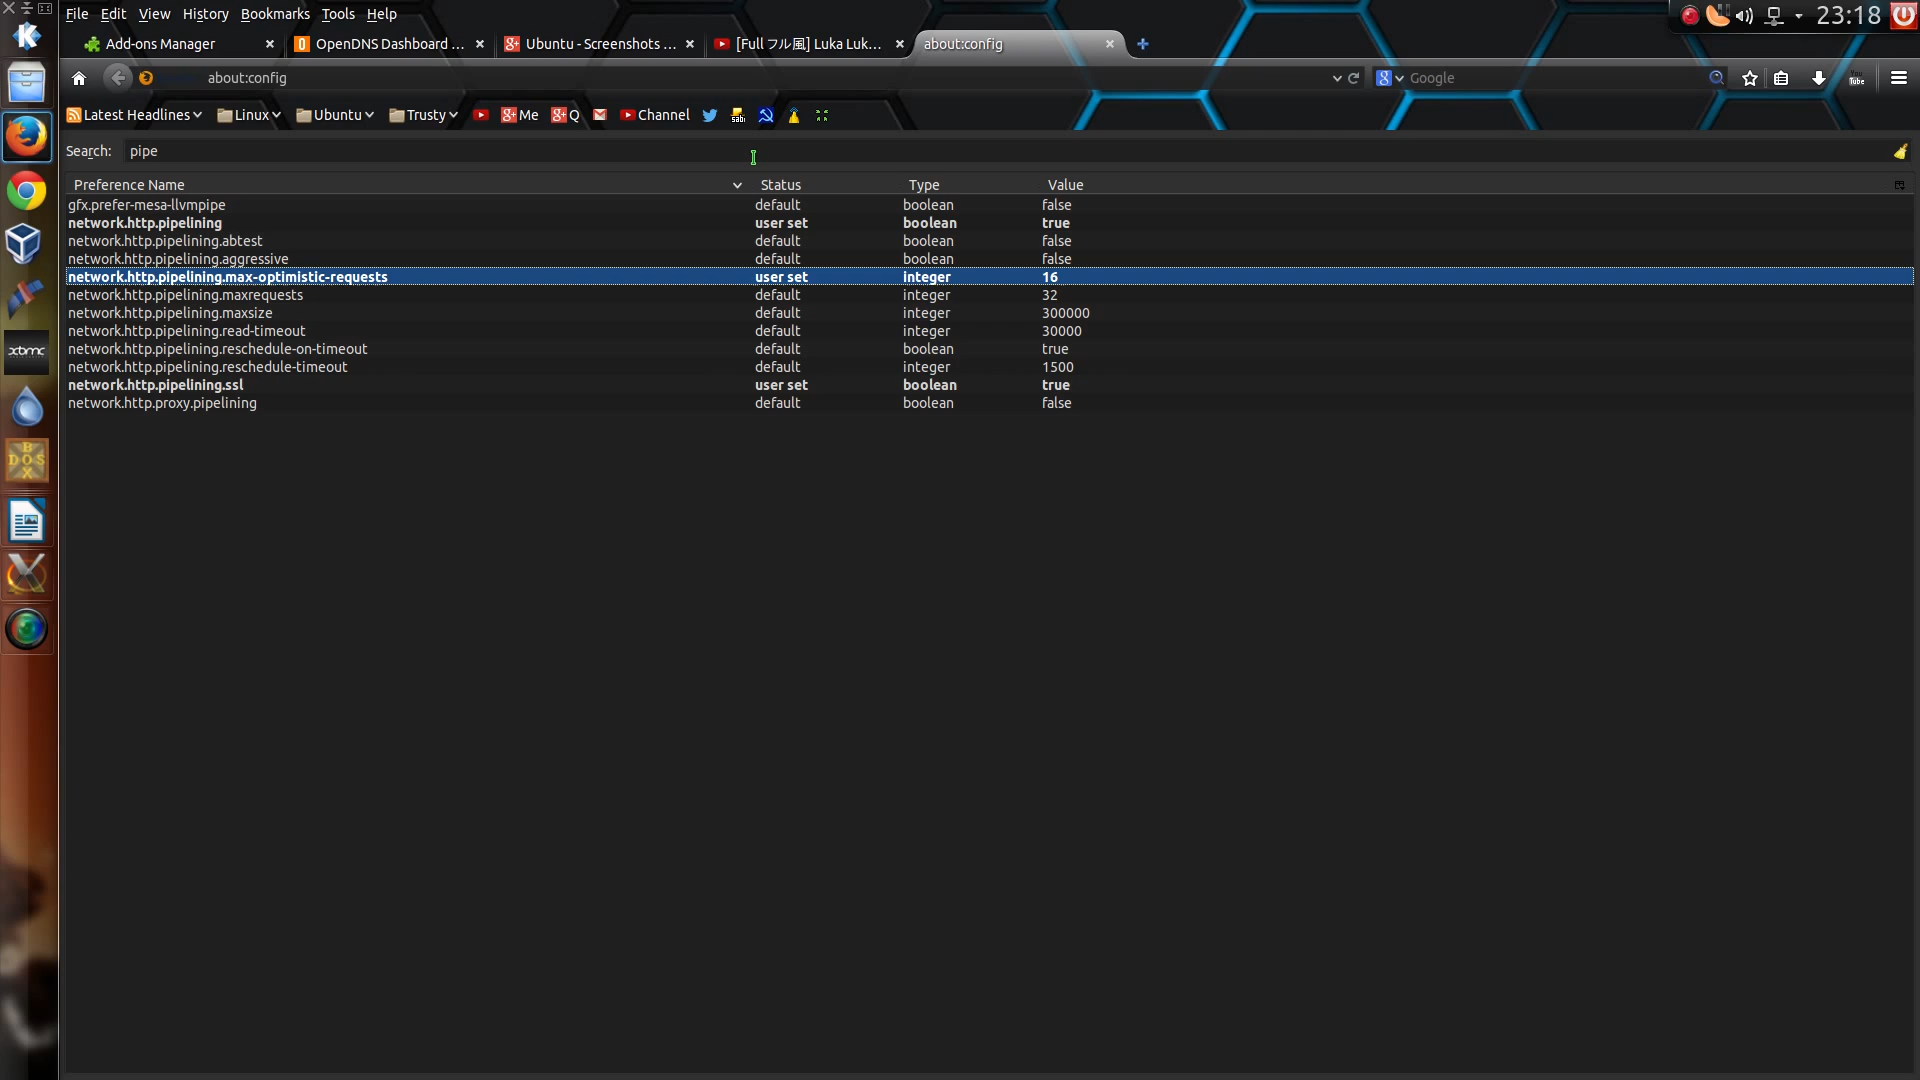 File Edit View History Bookmarks Tools Help
23:18
Add-ons Manager
OpenDNS Dashboard ...
Ubuntu - Screenshots ...
[Full フル風] Luka Luk...
about:config
about:config
Google
Latest Headlines Linux Ubuntu Trusty Me Q Channel
Search: pipe
Preference Name Status Type Value
gfx.prefer-mesa-llvmpipe default boolean false
network.http.pipelining user set boolean true
network.http.pipelining.abtest default boolean false
network.http.pipelining.aggressive default boolean false
network.http.pipelining.max-optimistic-requests user set integer 16
network.http.pipelining.maxrequests default integer 32
network.http.pipelining.maxsize default integer 300000
network.http.pipelining.read-timeout default integer 30000
network.http.pipelining.reschedule-on-timeout default boolean true
network.http.pipelining.reschedule-timeout default integer 1500
network.http.pipelining.ssl user set boolean true
network.http.proxy.pipelining default boolean false
xbmc
DOS
BOX